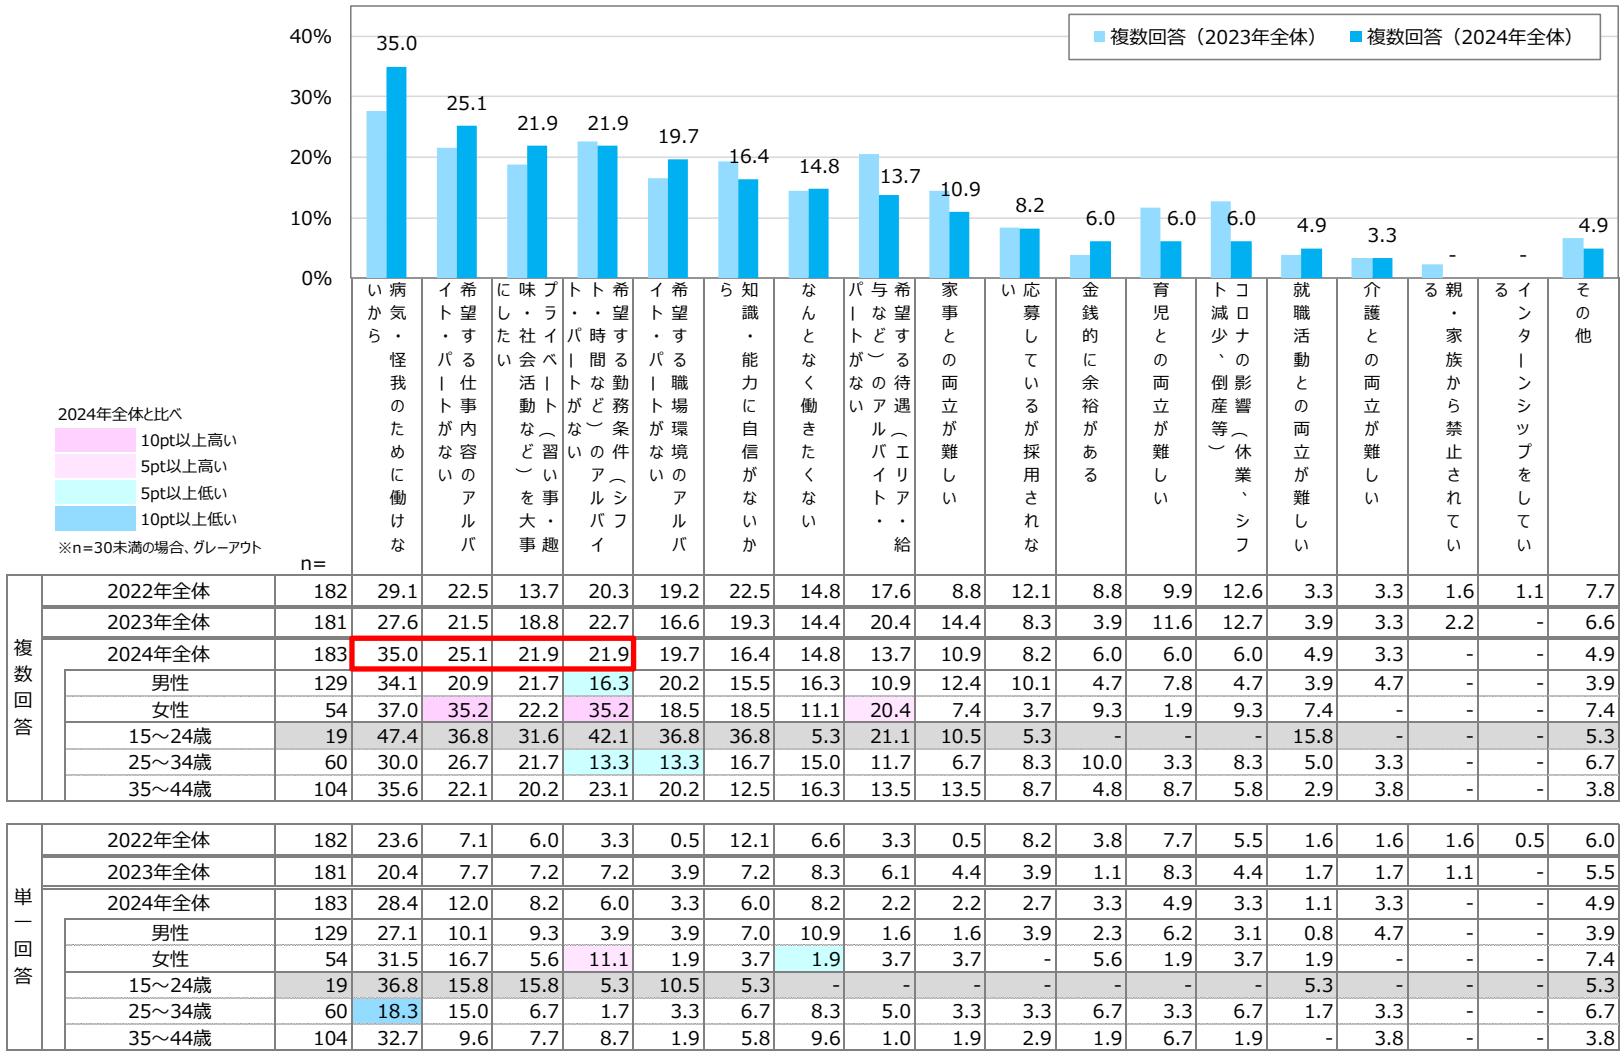 複数回答（2023年全体） 複数回答（2024年全体）
40%
30%
20%
10%
0%
35.0 25.1 21.9 21.9 19.7 16.4 14.8 13.7 10.9 8.2 6.0 6.0 6.0 4.9 3.3 - - 4.9
病気・怪我のために働けな
いから
希望する仕事内容のアルバ
イト・パートがない
プライベート（習い事・趣
味・社会活動など）を大事
にしたい
希望する勤務条件（シフ
ト・時間など）のアルバイ
ト・パートがない
希望する職場環境のアルバ
イト・パートがない
知識・能力に自信がないか
ら
なんとなく働きたくない
希望する待遇（エリア・給
与など）のアルバイト・
パートがない
家事との両立が難しい
応募しているが採用されな
い
金銭的に余裕がある
育児との両立が難しい
コロナの影響（休業、シフ
ト減少、倒産等）
就職活動との両立が難しい
介護との両立が難しい
親・家族から禁止されてい
る
インターンシップをしてい
る
その他
2024年全体と比べ
10pt以上高い
5pt以上高い
5pt以上低い
10pt以上低い
※n=30未満の場合、グレーアウト
n=
複数回答
2022年全体 182 29.1 22.5 13.7 20.3 19.2 22.5 14.8 17.6 8.8 12.1 8.8 9.9 12.6 3.3 3.3 1.6 1.1 7.7
2023年全体 181 27.6 21.5 18.8 22.7 16.6 19.3 14.4 20.4 14.4 8.3 3.9 11.6 12.7 3.9 3.3 2.2 - 6.6
2024年全体 183 35.0 25.1 21.9 21.9 19.7 16.4 14.8 13.7 10.9 8.2 6.0 6.0 6.0 4.9 3.3 - - 4.9
男性 129 34.1 20.9 21.7 16.3 20.2 15.5 16.3 10.9 12.4 10.1 4.7 7.8 4.7 3.9 4.7 - - 3.9
女性 54 37.0 35.2 22.2 35.2 18.5 18.5 11.1 20.4 7.4 3.7 9.3 1.9 9.3 7.4 - - - 7.4
15～24歳 19 47.4 36.8 31.6 42.1 36.8 36.8 5.3 21.1 10.5 5.3 - - - 15.8 - - - 5.3
25～34歳 60 30.0 26.7 21.7 13.3 13.3 16.7 15.0 11.7 6.7 8.3 10.0 3.3 8.3 5.0 3.3 - - 6.7
35～44歳 104 35.6 22.1 20.2 23.1 20.2 12.5 16.3 13.5 13.5 8.7 4.8 8.7 5.8 2.9 3.8 - - 3.8
単一回答
2022年全体 182 23.6 7.1 6.0 3.3 0.5 12.1 6.6 3.3 0.5 8.2 3.8 7.7 5.5 1.6 1.6 1.6 0.5 6.0
2023年全体 181 20.4 7.7 7.2 7.2 3.9 7.2 8.3 6.1 4.4 3.9 1.1 8.3 4.4 1.7 1.7 1.1 - 5.5
2024年全体 183 28.4 12.0 8.2 6.0 3.3 6.0 8.2 2.2 2.2 2.7 3.3 4.9 3.3 1.1 3.3 - - 4.9
男性 129 27.1 10.1 9.3 3.9 3.9 7.0 10.9 1.6 1.6 3.9 2.3 6.2 3.1 0.8 4.7 - - 3.9
女性 54 31.5 16.7 5.6 11.1 1.9 3.7 1.9 3.7 3.7 - 5.6 1.9 3.7 1.9 - - - 7.4
15～24歳 19 36.8 15.8 15.8 5.3 10.5 5.3 - - - - - - - 5.3 - - - 5.3
25～34歳 60 18.3 15.0 6.7 1.7 3.3 6.7 8.3 5.0 3.3 3.3 6.7 3.3 6.7 1.7 3.3 - - 6.7
35～44歳 104 32.7 9.6 7.7 8.7 1.9 5.8 9.6 1.0 1.9 2.9 1.9 6.7 1.9 - 3.8 - - 3.8